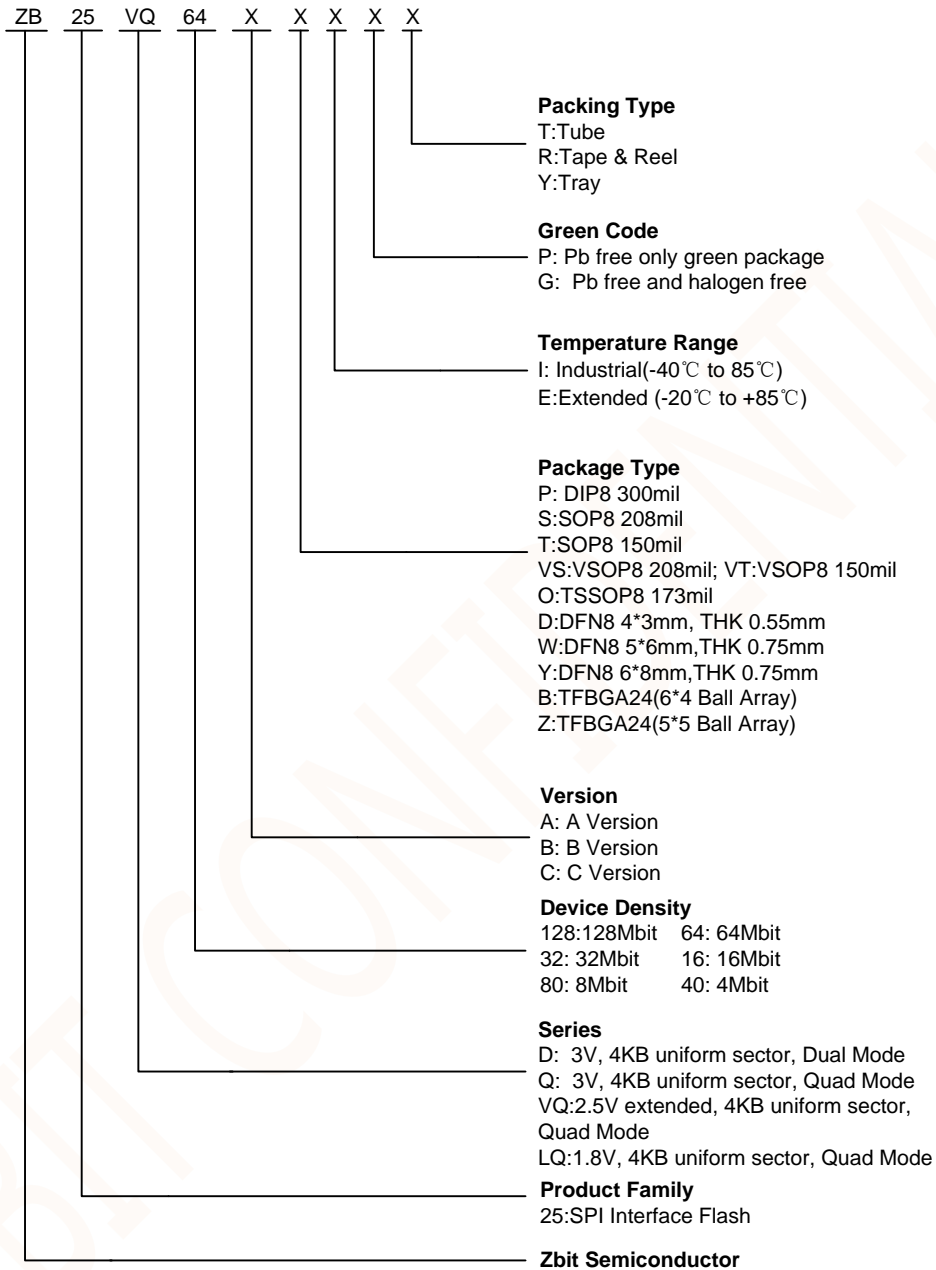 ZB 25 VQ 64 X X X X X
Packing Type
T:Tube
R:Tape & Reel
Y:Tray
Green Code
P: Pb free only green package
G: Pb free and halogen free
Temperature Range
I: Industrial(-40℃ to 85℃)
E:Extended (-20℃ to +85℃)
Package Type
P: DIP8 300mil
S:SOP8 208mil
T:SOP8 150mil
VS:VSOP8 208mil; VT:VSOP8 150mil
O:TSSOP8 173mil
D:DFN8 4*3mm, THK 0.55mm
W:DFN8 5*6mm,THK 0.75mm
Y:DFN8 6*8mm,THK 0.75mm
B:TFBGA24(6*4 Ball Array)
Z:TFBGA24(5*5 Ball Array)
Version
A: A Version
B: B Version
C: C Version
Device Density
128:128Mbit 64: 64Mbit
32: 32Mbit 16: 16Mbit
80: 8Mbit 40: 4Mbit
Series
D: 3V, 4KB uniform sector, Dual Mode
Q: 3V, 4KB uniform sector, Quad Mode
VQ:2.5V extended, 4KB uniform sector,
Quad Mode
LQ:1.8V, 4KB uniform sector, Quad Mode
Product Family
25:SPI Interface Flash
Zbit Semiconductor
BIT CONFIDENTIAL